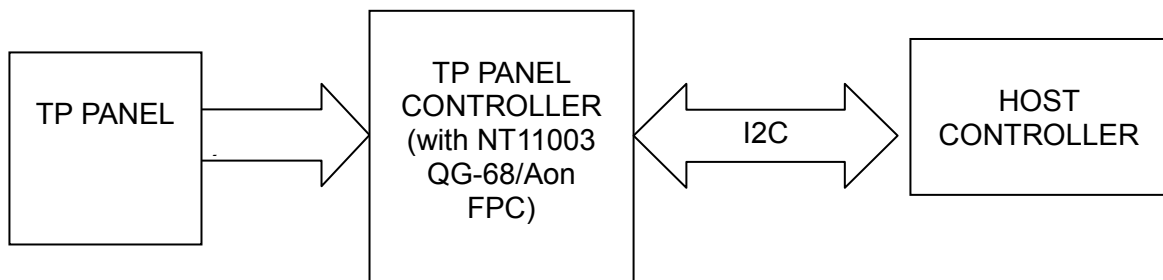 TP PANEL
TP PANEL
CONTROLLER
(with NT11003
QG-68/Aon
FPC)
I2C
HOST
CONTROLLER